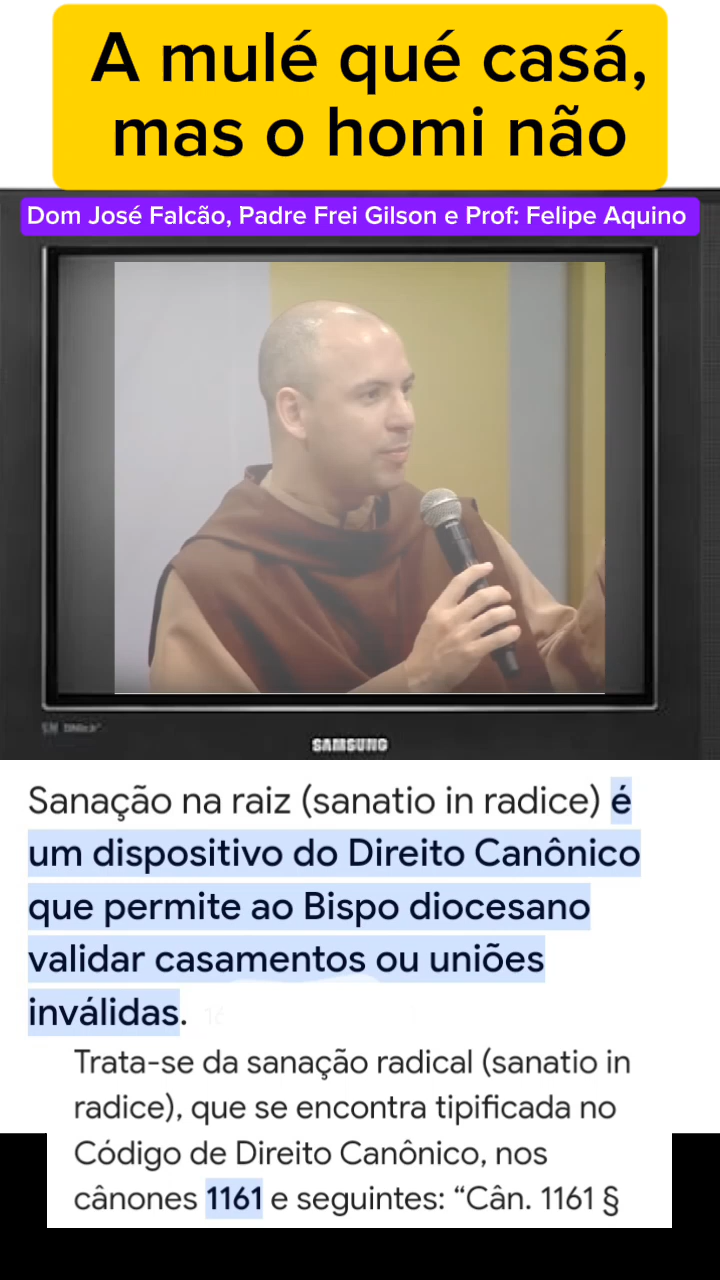 A mulé qué casá,
mas o homi não
Dom José Falcão, Padre Frei Gilson e Prof: Felipe Aquino
SAMSUNG
Sanação na raiz (sanatio in radice) é
um dispositivo do Direito Canônico
que permite ao Bispo diocesano
validar casamentos ou uniões
inválidas.
Trata-se da sanação radical (sanatio in
radice), que se encontra tipificada no
Código de Direito Canônico, nos
cânones 1161 e seguintes: “Cân. 1161 §